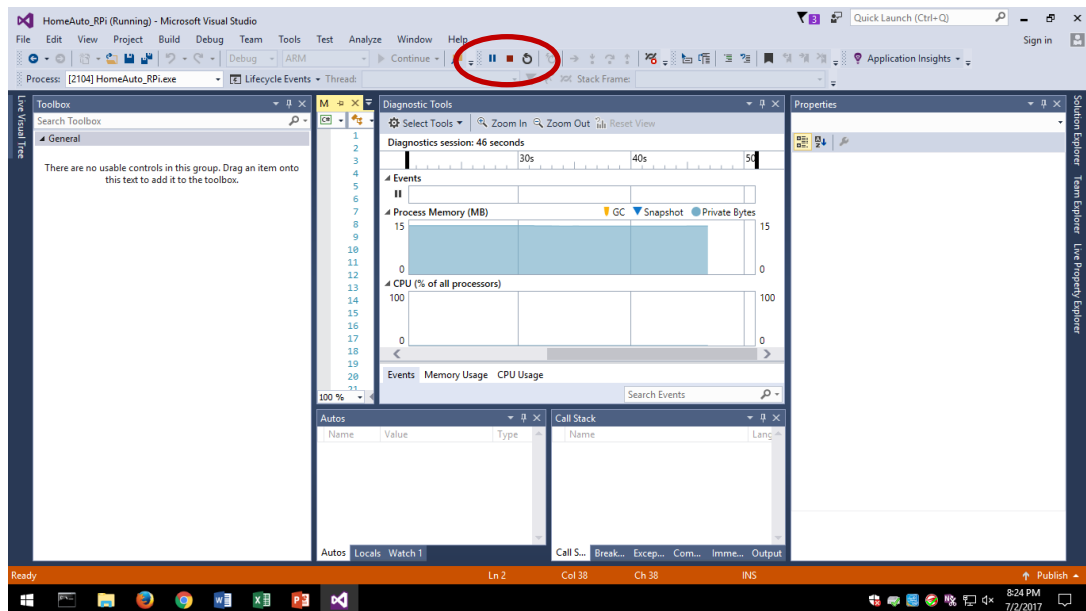 HomeAuto_RPi (Running) - Microsoft Visual Studio
3
Quick Launch (Ctrl+Q)
File Edit View Project Build Debug Team Tools Test Analyze Window Help
Sign in
Debug ARM Continue Application Insights
Process: [2104] HomeAuto_RPi.exe Lifecycle Events Thread: Stack Frame:
Live Visual Tree
Toolbox
Search Toolbox
General
There are no usable controls in this group. Drag an item onto
this text to add it to the toolbox.
M
C#
1
2
3
4
5
6
7
8
9
10
11
12
13
14
15
16
17
18
19
20
21
100 %
Diagnostic Tools
Select Tools Zoom In Zoom Out Reset View
Diagnostics session: 46 seconds
30s 40s 50
Events
Process Memory (MB) GC Snapshot Private Bytes
15 15
0 0
CPU (% of all processors)
100 100
0 0
Events Memory Usage CPU Usage
Search Events
Autos
Name Value Type
Autos Locals Watch 1
Call Stack
Name Lang
Call S... Break... Excep... Com... Imme... Output
Properties
Solution Explorer
Team Explorer
Live Property Explorer
Ready Ln 2 Col 38 Ch 38 INS Publish
8:24 PM
7/2/2017